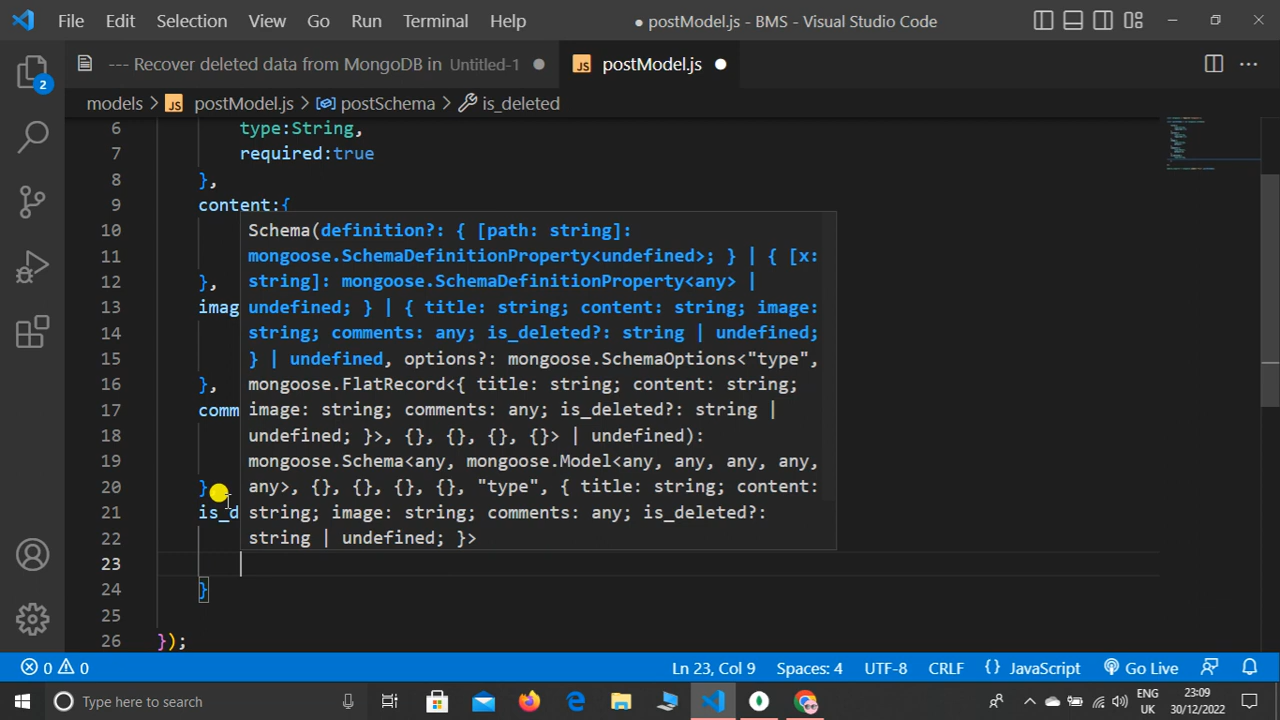 File Edit Selection View Go Run Terminal Help
● postModel.js - BMS - Visual Studio Code
--- Recover deleted data from MongoDB in Untitled-1 ●
JS postModel.js ●
models > JS postModel.js > postSchema > is_deleted
6 type:String,
7 required:true
8 },
9 content:{
10 Schema(definition?: { [path: string]:
11 mongoose.SchemaDefinitionProperty<undefined>; } | { [x:
12 }, string]: mongoose.SchemaDefinitionProperty<any> |
13 imag undefined; } | { title: string; content: string; image:
14 string; comments: any; is_deleted?: string | undefined;
15 } | undefined, options?: mongoose.SchemaOptions<"type",
16 }, mongoose.FlatRecord<{ title: string; content: string;
17 comm image: string; comments: any; is_deleted?: string |
18 undefined; }>, {}, {}, {}, {}> | undefined):
19 mongoose.Schema<any, mongoose.Model<any, any, any, any,
20 } any>, {}, {}, {}, {}, "type", { title: string; content:
21 is_d string; image: string; comments: any; is_deleted?:
22 string | undefined; }>
23
24 }
25
26 });
2
0 0 Ln 23, Col 9 Spaces: 4 UTF-8 CRLF {} JavaScript Go Live
Type here to search
ENG 23:09
UK 30/12/2022